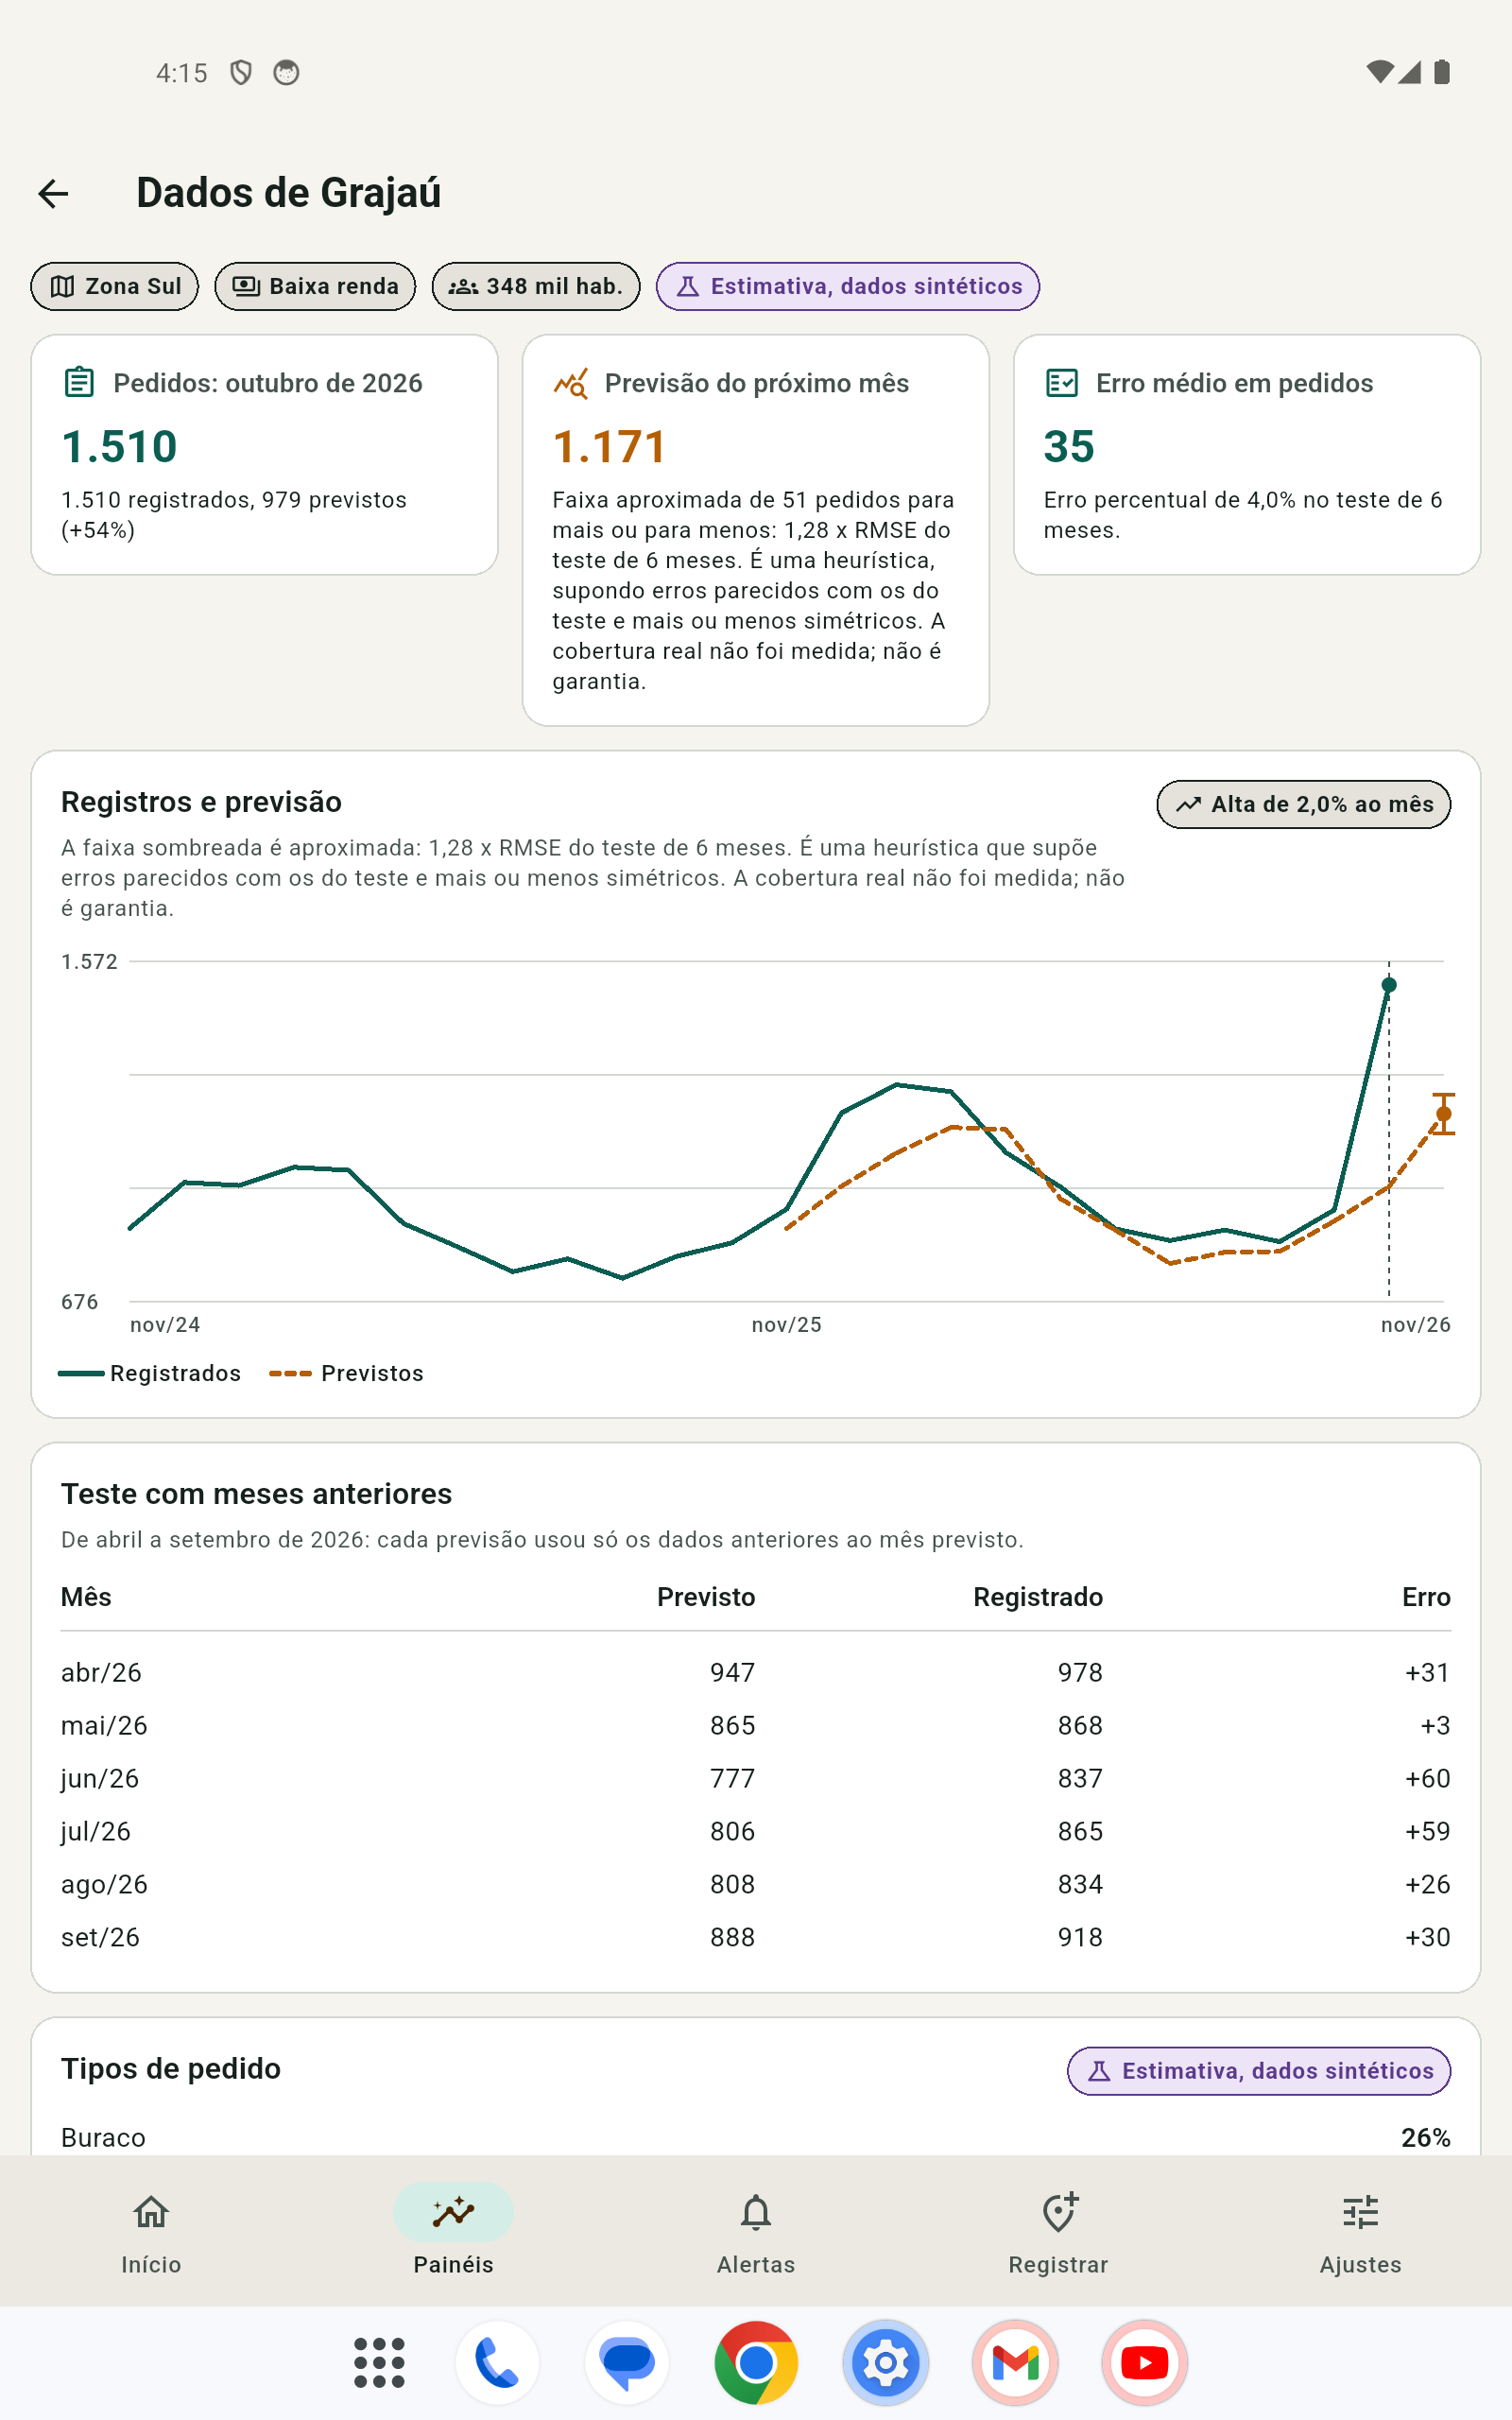 4:15
Dados de Grajaú
Zona Sul
Baixa renda
348 mil hab.
Estimativa, dados sintéticos
Pedidos: outubro de 2026
1.510
1.510 registrados, 979 previstos
(+54%)
Previsão do próximo mês
1.171
Faixa aproximada de 51 pedidos para
mais ou para menos: 1,28 x RMSE do
teste de 6 meses. É uma heurística,
supondo erros parecidos com os do
teste e mais ou menos simétricos. A
cobertura real não foi medida; não é
garantia.
Erro médio em pedidos
35
Erro percentual de 4,0% no teste de 6
meses.
Registros e previsão
Alta de 2,0% ao mês
A faixa sombreada é aproximada: 1,28 x RMSE do teste de 6 meses. É uma heurística que supõe
erros parecidos com os do teste e mais ou menos simétricos. A cobertura real não foi medida; não
é garantia.
1.572
676
nov/24 nov/25 nov/26
Registrados Previstos
Teste com meses anteriores
De abril a setembro de 2026: cada previsão usou só os dados anteriores ao mês previsto.
Mês Previsto Registrado Erro
abr/26 947 978 +31
mai/26 865 868 +3
jun/26 777 837 +60
jul/26 806 865 +59
ago/26 808 834 +26
set/26 888 918 +30
Tipos de pedido
Estimativa, dados sintéticos
Buraco 26%
Início Painéis Alertas Registrar Ajustes